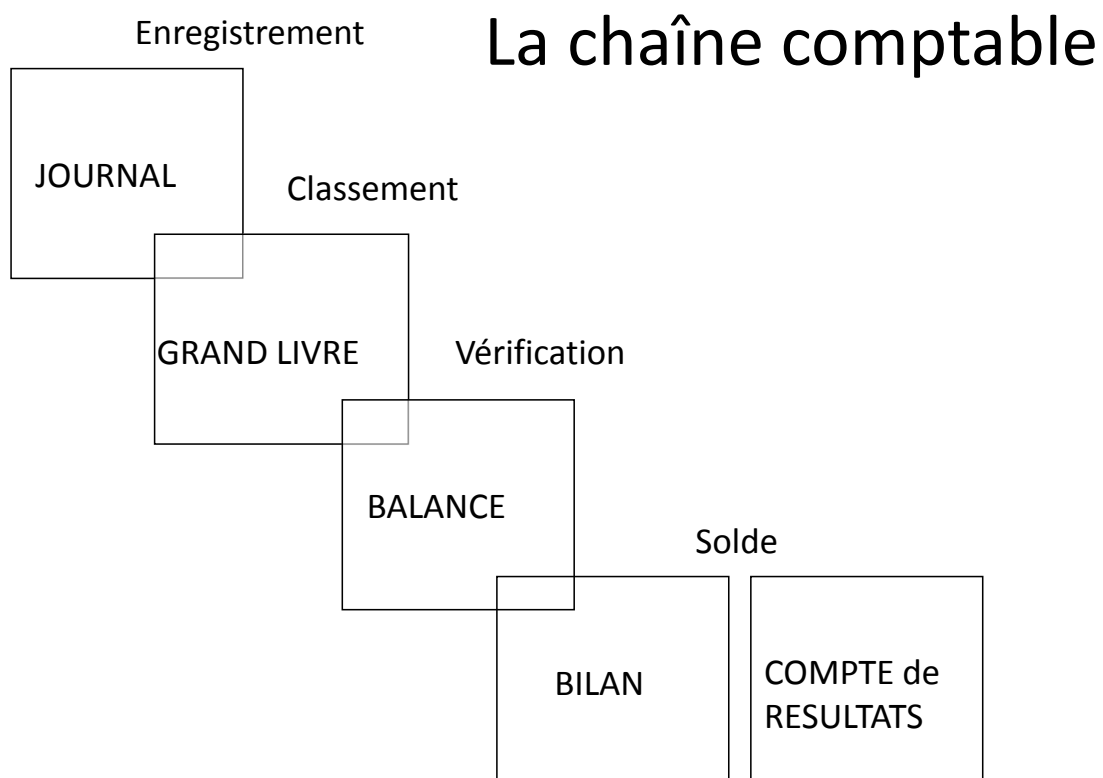 La chaîne comptable
Enregistrement
JOURNAL
Classement
GRAND LIVRE
Vérification
BALANCE
Solde
BILAN
COMPTE de
RESULTATS